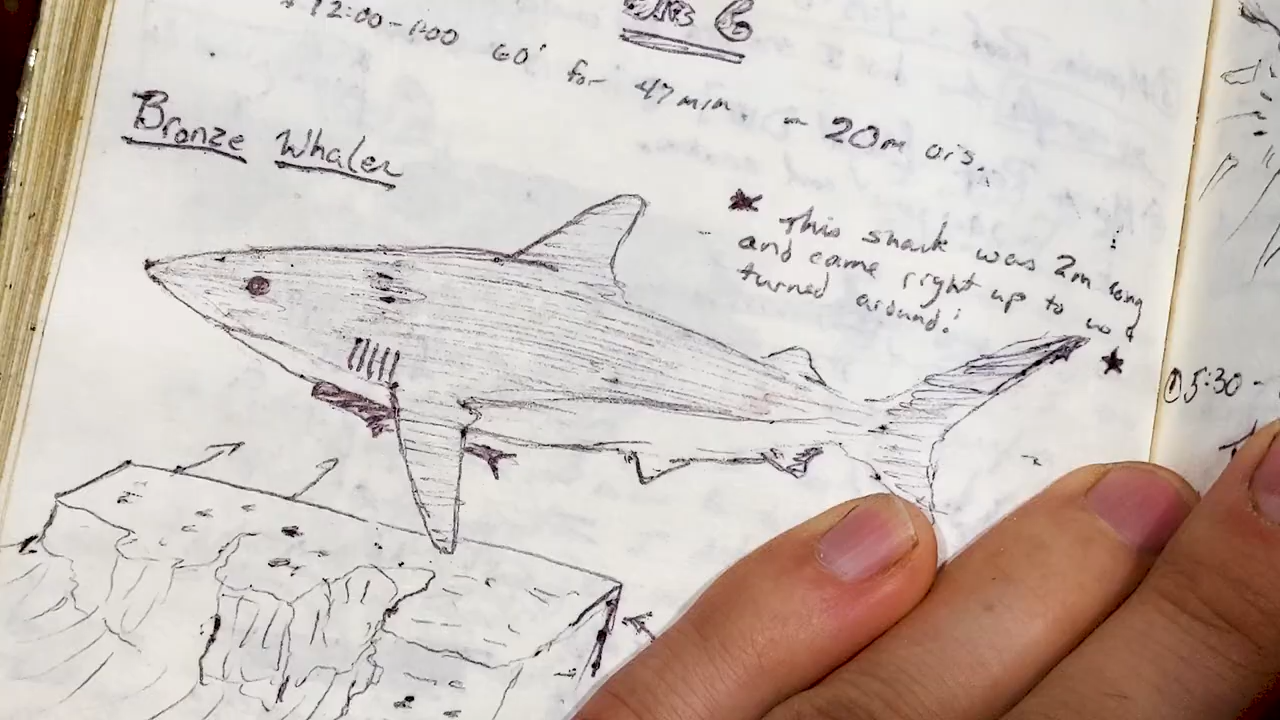 12:00-1:00 60' for 47 min. - 20m vis.
Bronze Whaler
This shark was 2m long
and came right up to us &
turned around!
5:30 -